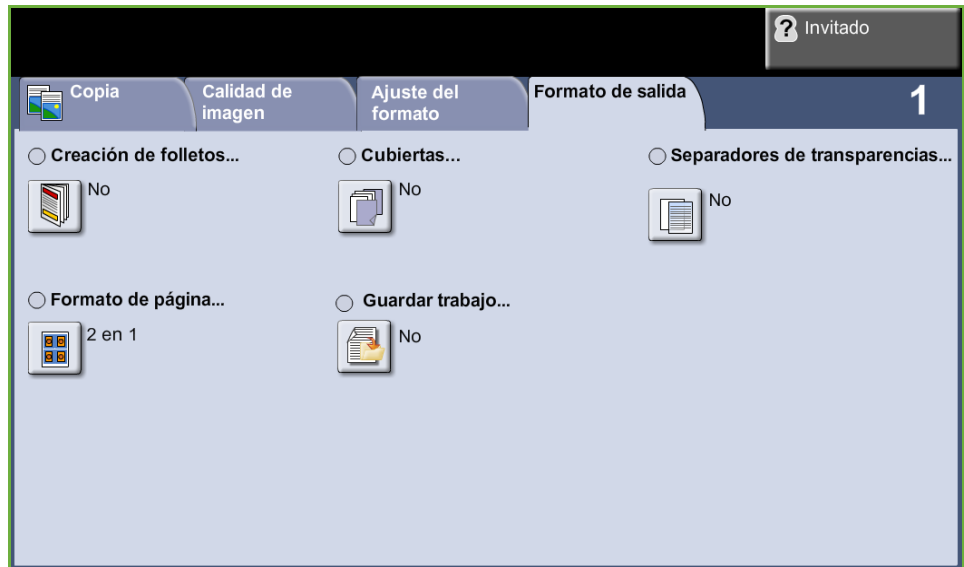 ? Invitado
Copia
Calidad de
imagen
Ajuste del
formato
Formato de salida
1
Creación de folletos...
No
Cubiertas...
No
Separadores de transparencias...
No
Formato de página...
2 en 1
Guardar trabajo...
No